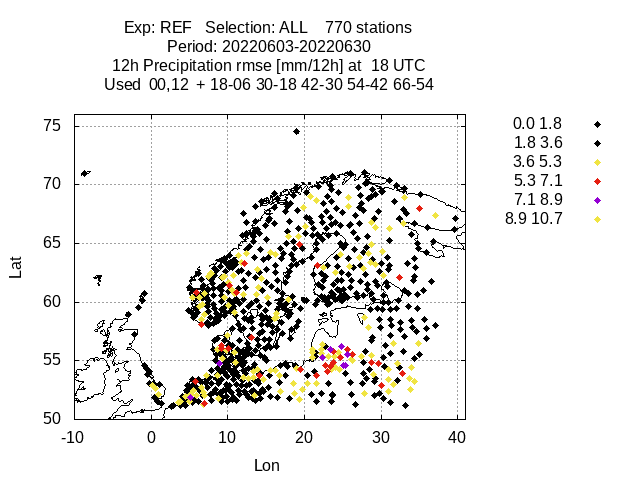 Exp: REF   Selection: ALL    770 stations
Period: 20220603-20220630
12h Precipitation rmse [mm/12h] at  18 UTC
Used  00,12  + 18-06 30-18 42-30 54-42 66-54
0.0 1.8
1.8 3.6
3.6 5.3
5.3 7.1
7.1 8.9
8.9 10.7
75
70
65
60
55
50
Lat
-10 0 10 20 30 40
Lon